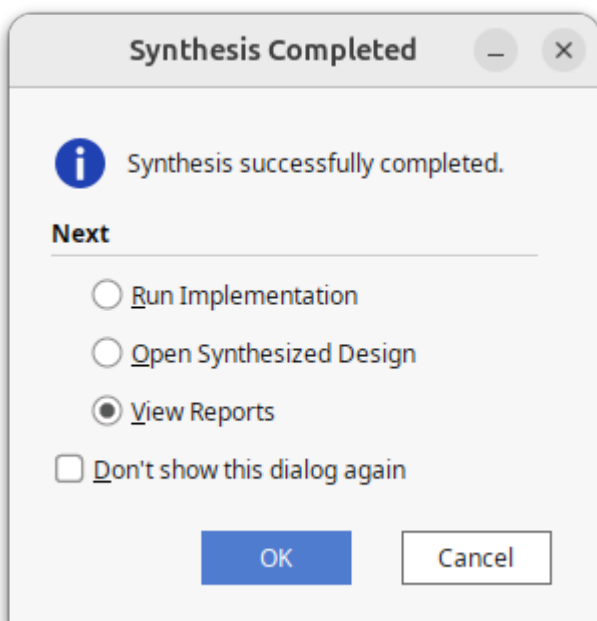 Synthesis Completed
Synthesis successfully completed.
Next
Run Implementation
Open Synthesized Design
View Reports
Don't show this dialog again
OK
Cancel